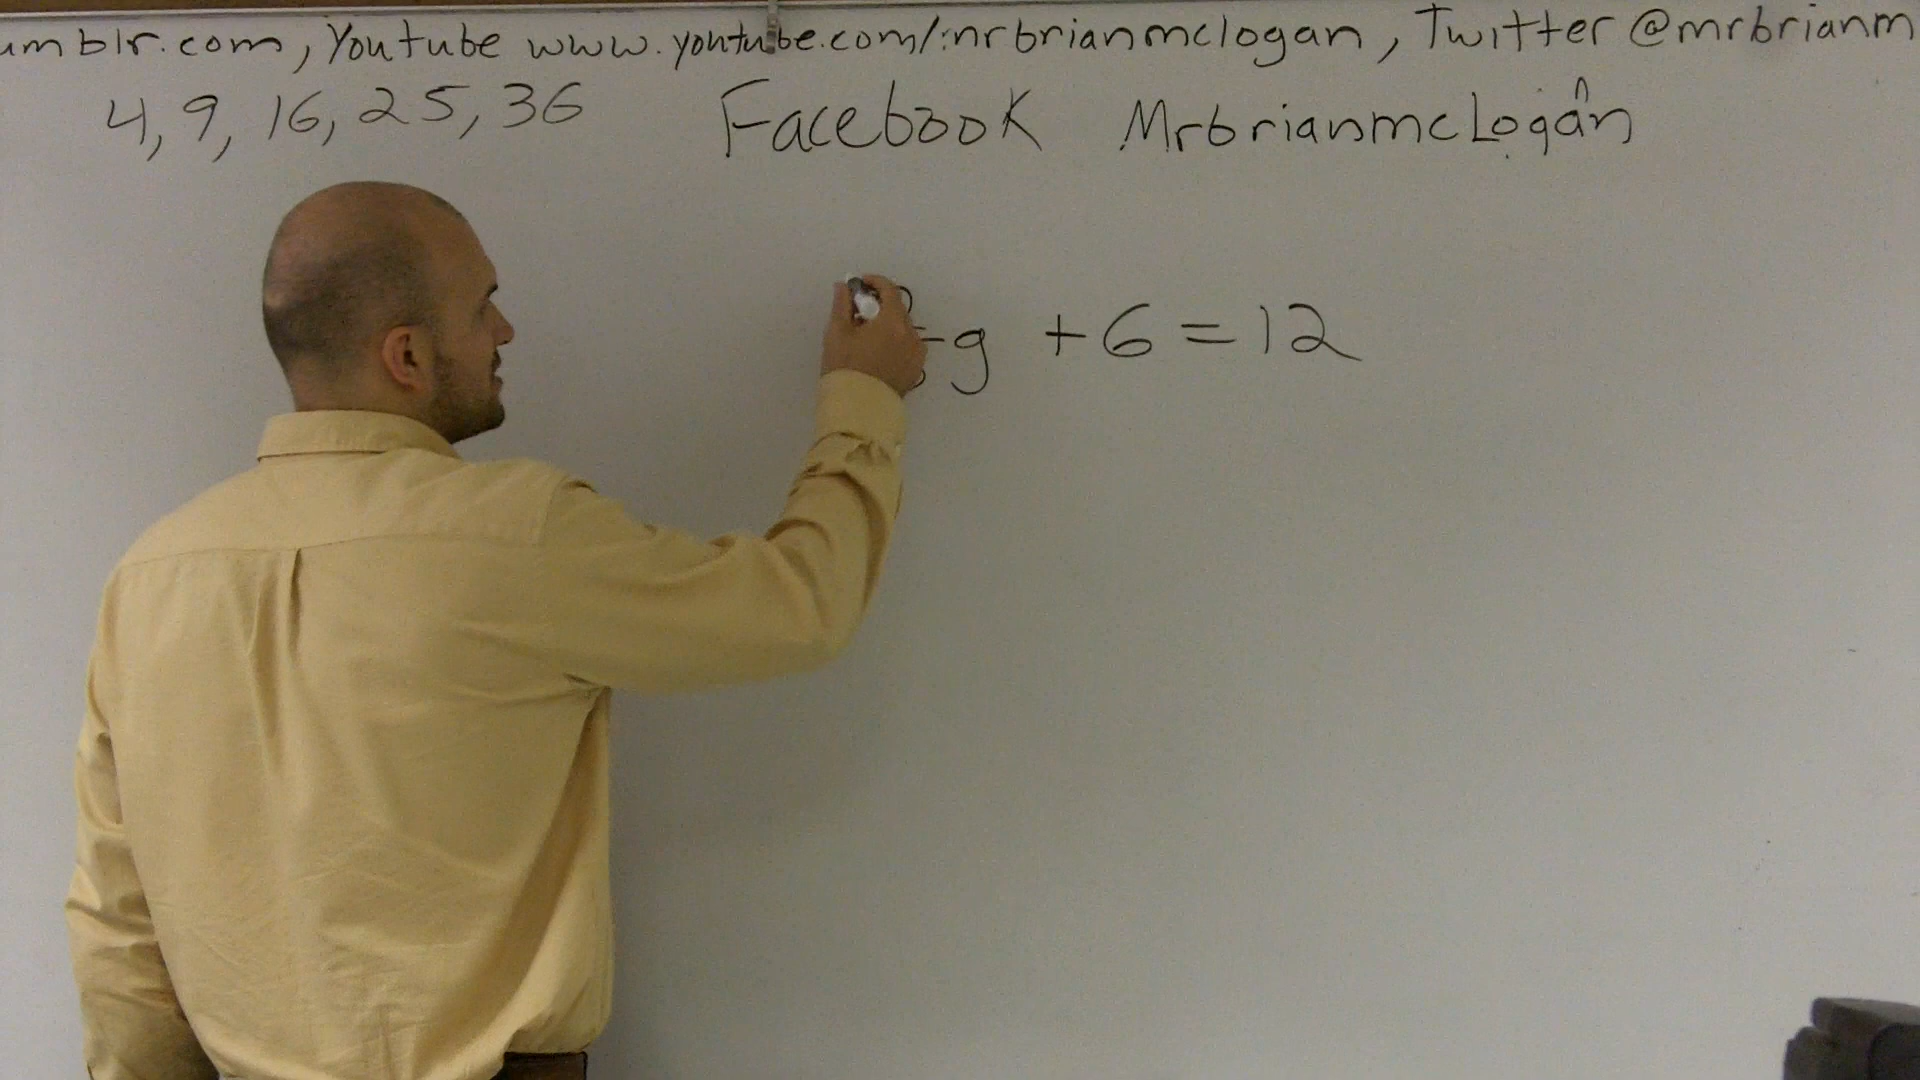 umblr.com, Youtube www.youtube.com/mrbrianmclogan, Twitter @mrbrianm
4, 9, 16, 25, 36 Facebook MrbrianmcLogan
g + 6 = 12